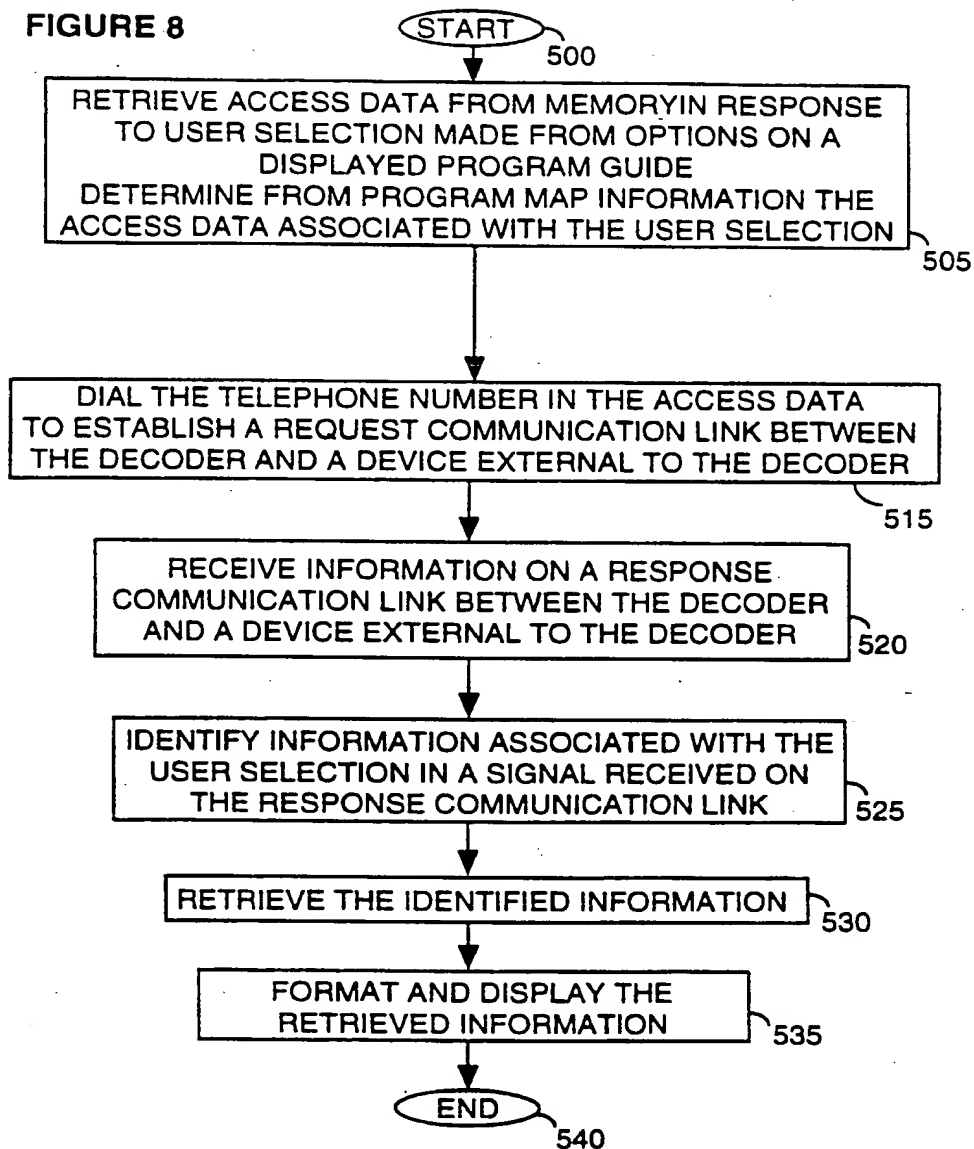 FIGURE 8
START
500
RETRIEVE ACCESS DATA FROM MEMORYIN RESPONSE
TO USER SELECTION MADE FROM OPTIONS ON A
DISPLAYED PROGRAM GUIDE
DETERMINE FROM PROGRAM MAP INFORMATION THE
ACCESS DATA ASSOCIATED WITH THE USER SELECTION
505
DIAL THE TELEPHONE NUMBER IN THE ACCESS DATA
TO ESTABLISH A REQUEST COMMUNICATION LINK BETWEEN
THE DECODER AND A DEVICE EXTERNAL TO THE DECODER
515
RECEIVE INFORMATION ON A RESPONSE
COMMUNICATION LINK BETWEEN THE DECODER
AND A DEVICE EXTERNAL TO THE DECODER
520
IDENTIFY INFORMATION ASSOCIATED WITH THE
USER SELECTION IN A SIGNAL RECEIVED ON
THE RESPONSE COMMUNICATION LINK
525
RETRIEVE THE IDENTIFIED INFORMATION
530
FORMAT AND DISPLAY THE
RETRIEVED INFORMATION
535
END
540